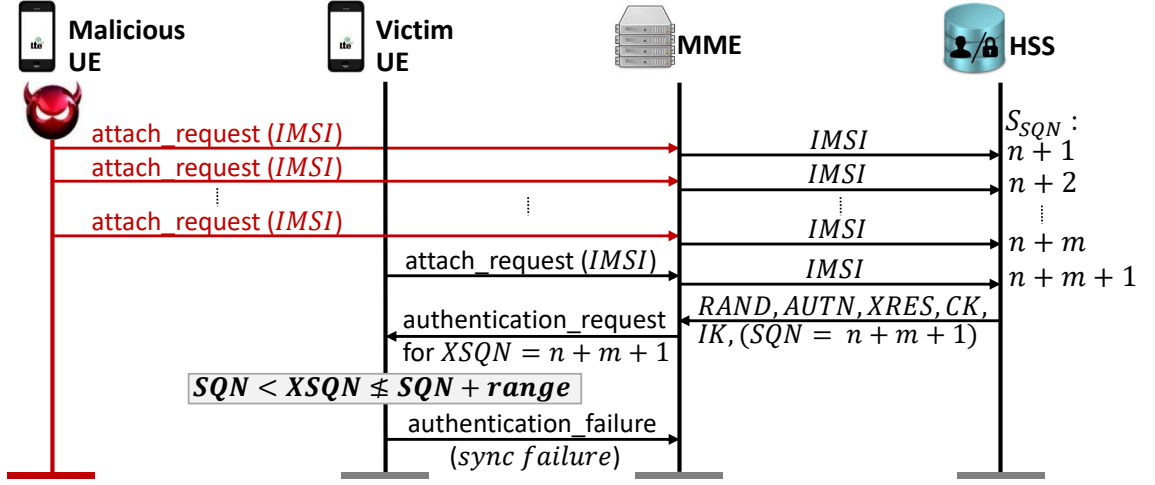 lte
Malicious
UE
lte
Victim
UE
MME
HSS
S_SQN :
attach_request (IMSI)
IMSI
n + 1
attach_request (IMSI)
IMSI
n + 2
attach_request (IMSI)
IMSI
n + m
attach_request (IMSI)
IMSI
n + m + 1
RAND, AUTN, XRES, CK,
IK, (SQN = n + m + 1)
authentication_request
for XSQN = n + m + 1
SQN < XSQN ≰ SQN + range
authentication_failure
(sync failure)